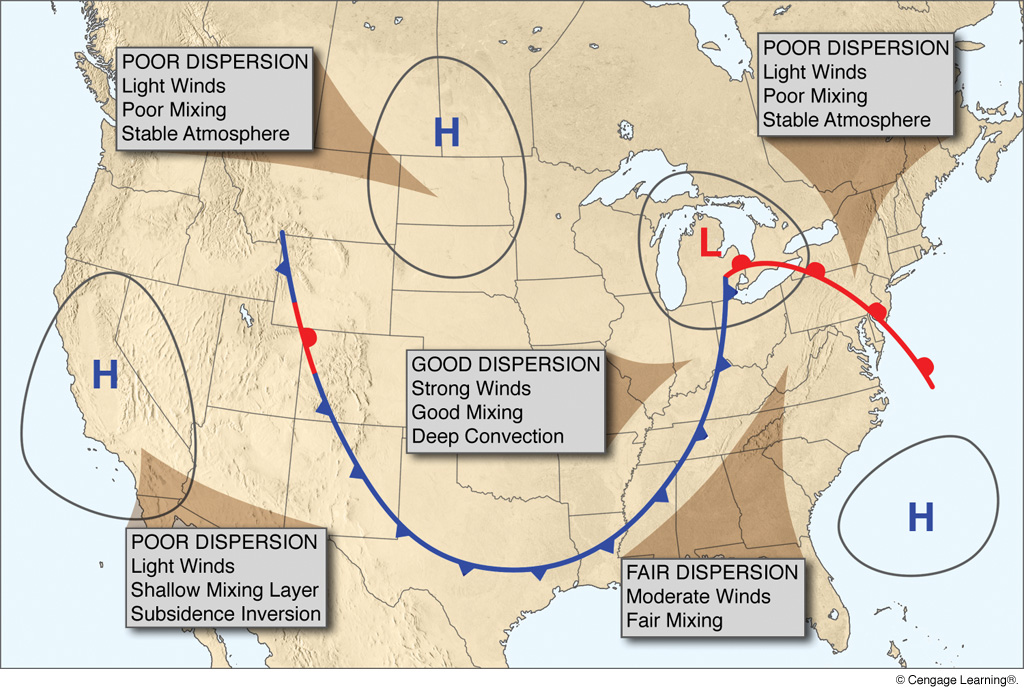 POOR DISPERSION
Light Winds
Poor Mixing
Stable Atmosphere
POOR DISPERSION
Light Winds
Poor Mixing
Stable Atmosphere
H
L
H
GOOD DISPERSION
Strong Winds
Good Mixing
Deep Convection
H
POOR DISPERSION
Light Winds
Shallow Mixing Layer
Subsidence Inversion
FAIR DISPERSION
Moderate Winds
Fair Mixing
© Cengage Learning®.